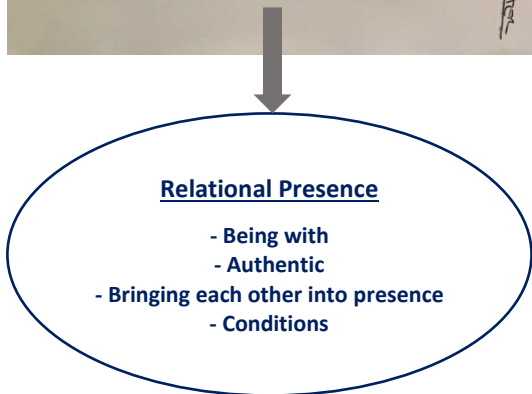 Relational Presence
- Being with
- Authentic
- Bringing each other into presence
- Conditions